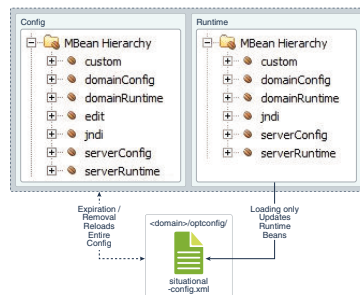 Config
MBean Hierarchy
custom
domainConfig
domainRuntime
edit
jndi
serverConfig
serverRuntime
Runtime
MBean Hierarchy
custom
domainConfig
domainRuntime
jndi
serverConfig
serverRuntime
Expiration /
Removal
Reloads
Entire
Config
<domain>/optconfig/
situational
-config.xml
Loading only
Updates
Runtime
Beans